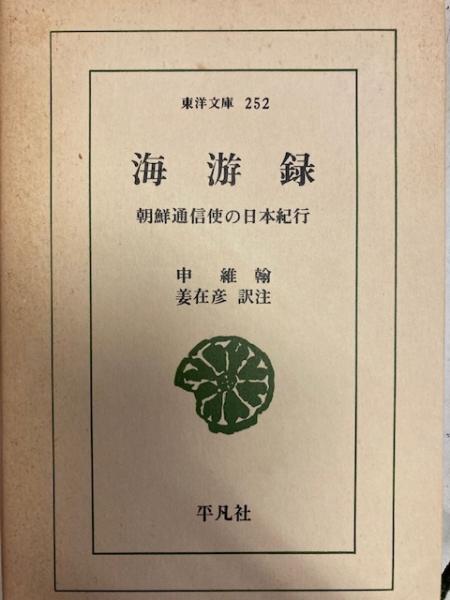 東洋文庫 252
海游録
朝鮮通信使の日本紀行
申維翰
姜在彦 訳注
平凡社